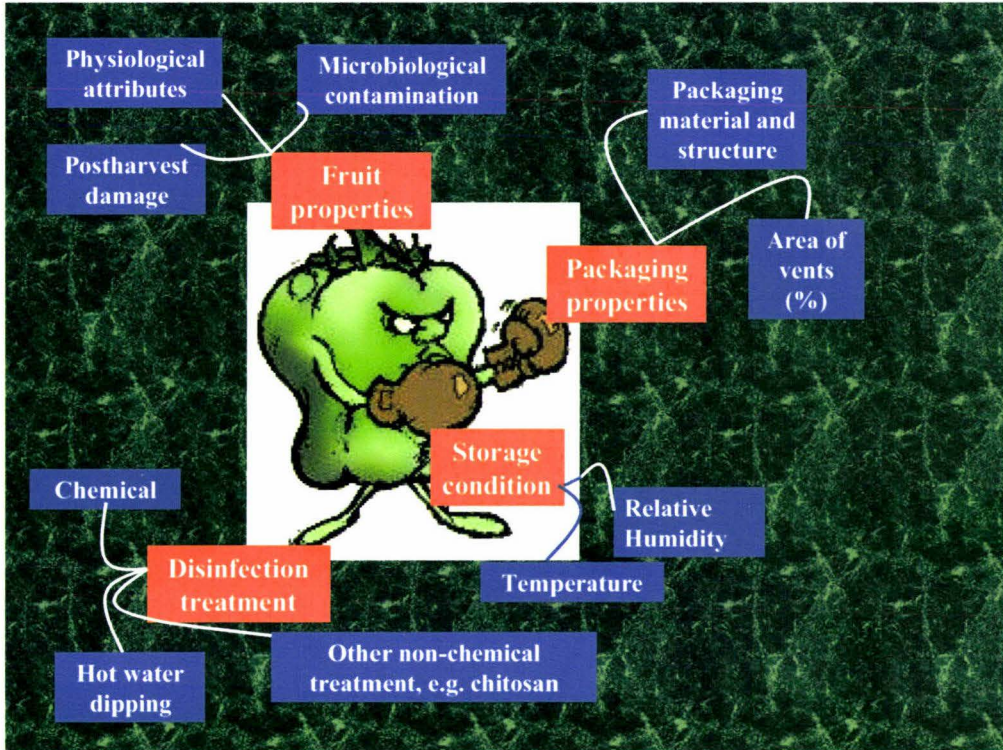 Physiological
attributes
Microbiological
contamination
Postharvest
damage
Fruit
properties
Packaging
material and
structure
Packaging
properties
Area of
vents
(%)
Storage
condition
Relative
Humidity
Temperature
Chemical
Disinfection
treatment
Hot water
dipping
Other non-chemical
treatment, e.g. chitosan